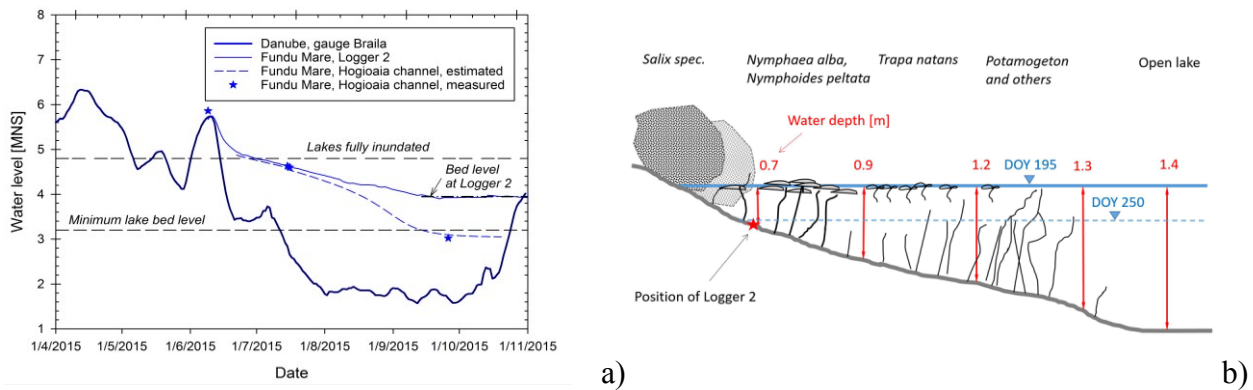 8
7
6
5
4
3
2
1
Water level [MNS]
Danube, gauge Braila
Fundu Mare, Logger 2
Fundu Mare, Hogioaia channel, estimated
Fundu Mare, Hogioaia channel, measured
Lakes fully inundated
Bed level
at Logger 2
Minimum lake bed level
1/4/2015 1/5/2015 1/6/2015 1/7/2015 1/8/2015 1/9/2015 1/10/2015 1/11/2015
Date
a)
Salix spec.
Nymphaea alba,
Nymphoides peltata
Trapa natans
Potamogeton
and others
Open lake
Water depth [m]
0.7
0.9
1.2
DOY 195
1.3
1.4
DOY 250
Position of Logger 2
b)